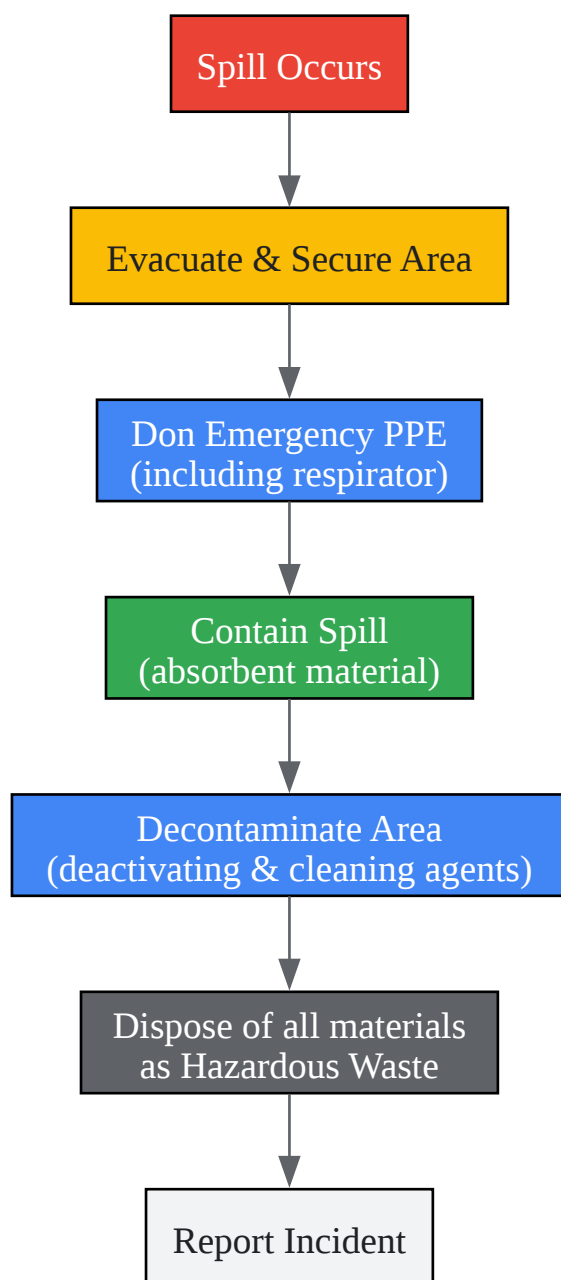 Spill Occurs
Evacuate & Secure Area
Don Emergency PPE
(including respirator)
Contain Spill
(absorbent material)
Decontaminate Area
(deactivating & cleaning agents)
Dispose of all materials
as Hazardous Waste
Report Incident